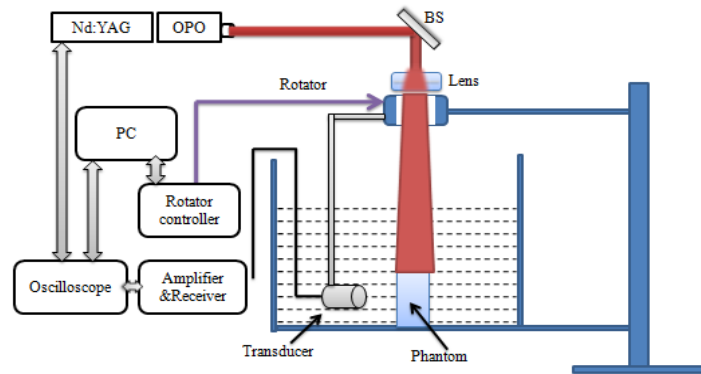 Nd:YAG
OPO
BS
Lens
Rotator
PC
Rotator
controller
Oscilloscope
Amplifier
&Receiver
Transducer
Phantom